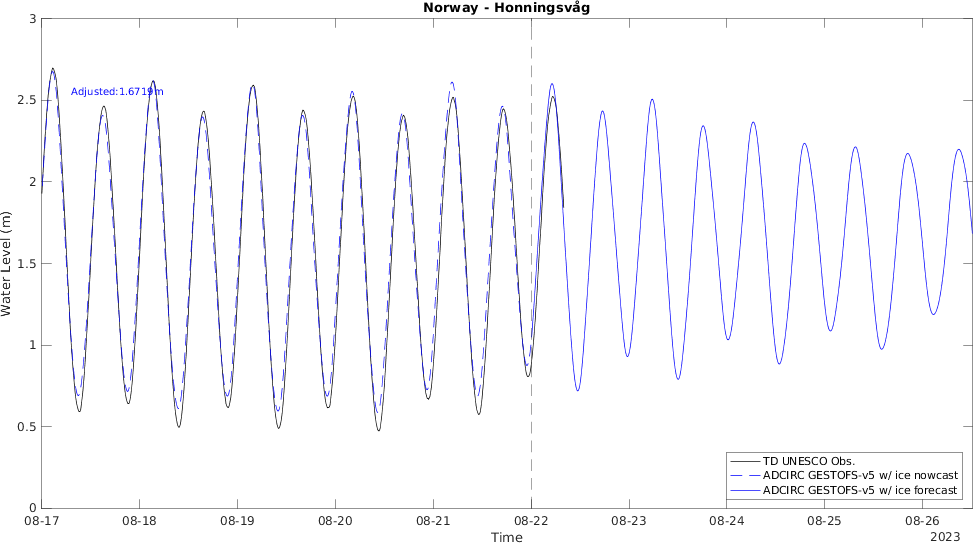 Norway - Honningsvåg
Water Level (m)
3
2.5
2
1.5
1
0.5
0
Adjusted:1.6719m
TD UNESCO Obs.
ADCIRC GESTOFS-v5 w/ ice nowcast
ADCIRC GESTOFS-v5 w/ ice forecast
08-17 08-18 08-19 08-20 08-21 08-22 08-23 08-24 08-25 08-26
Time
2023